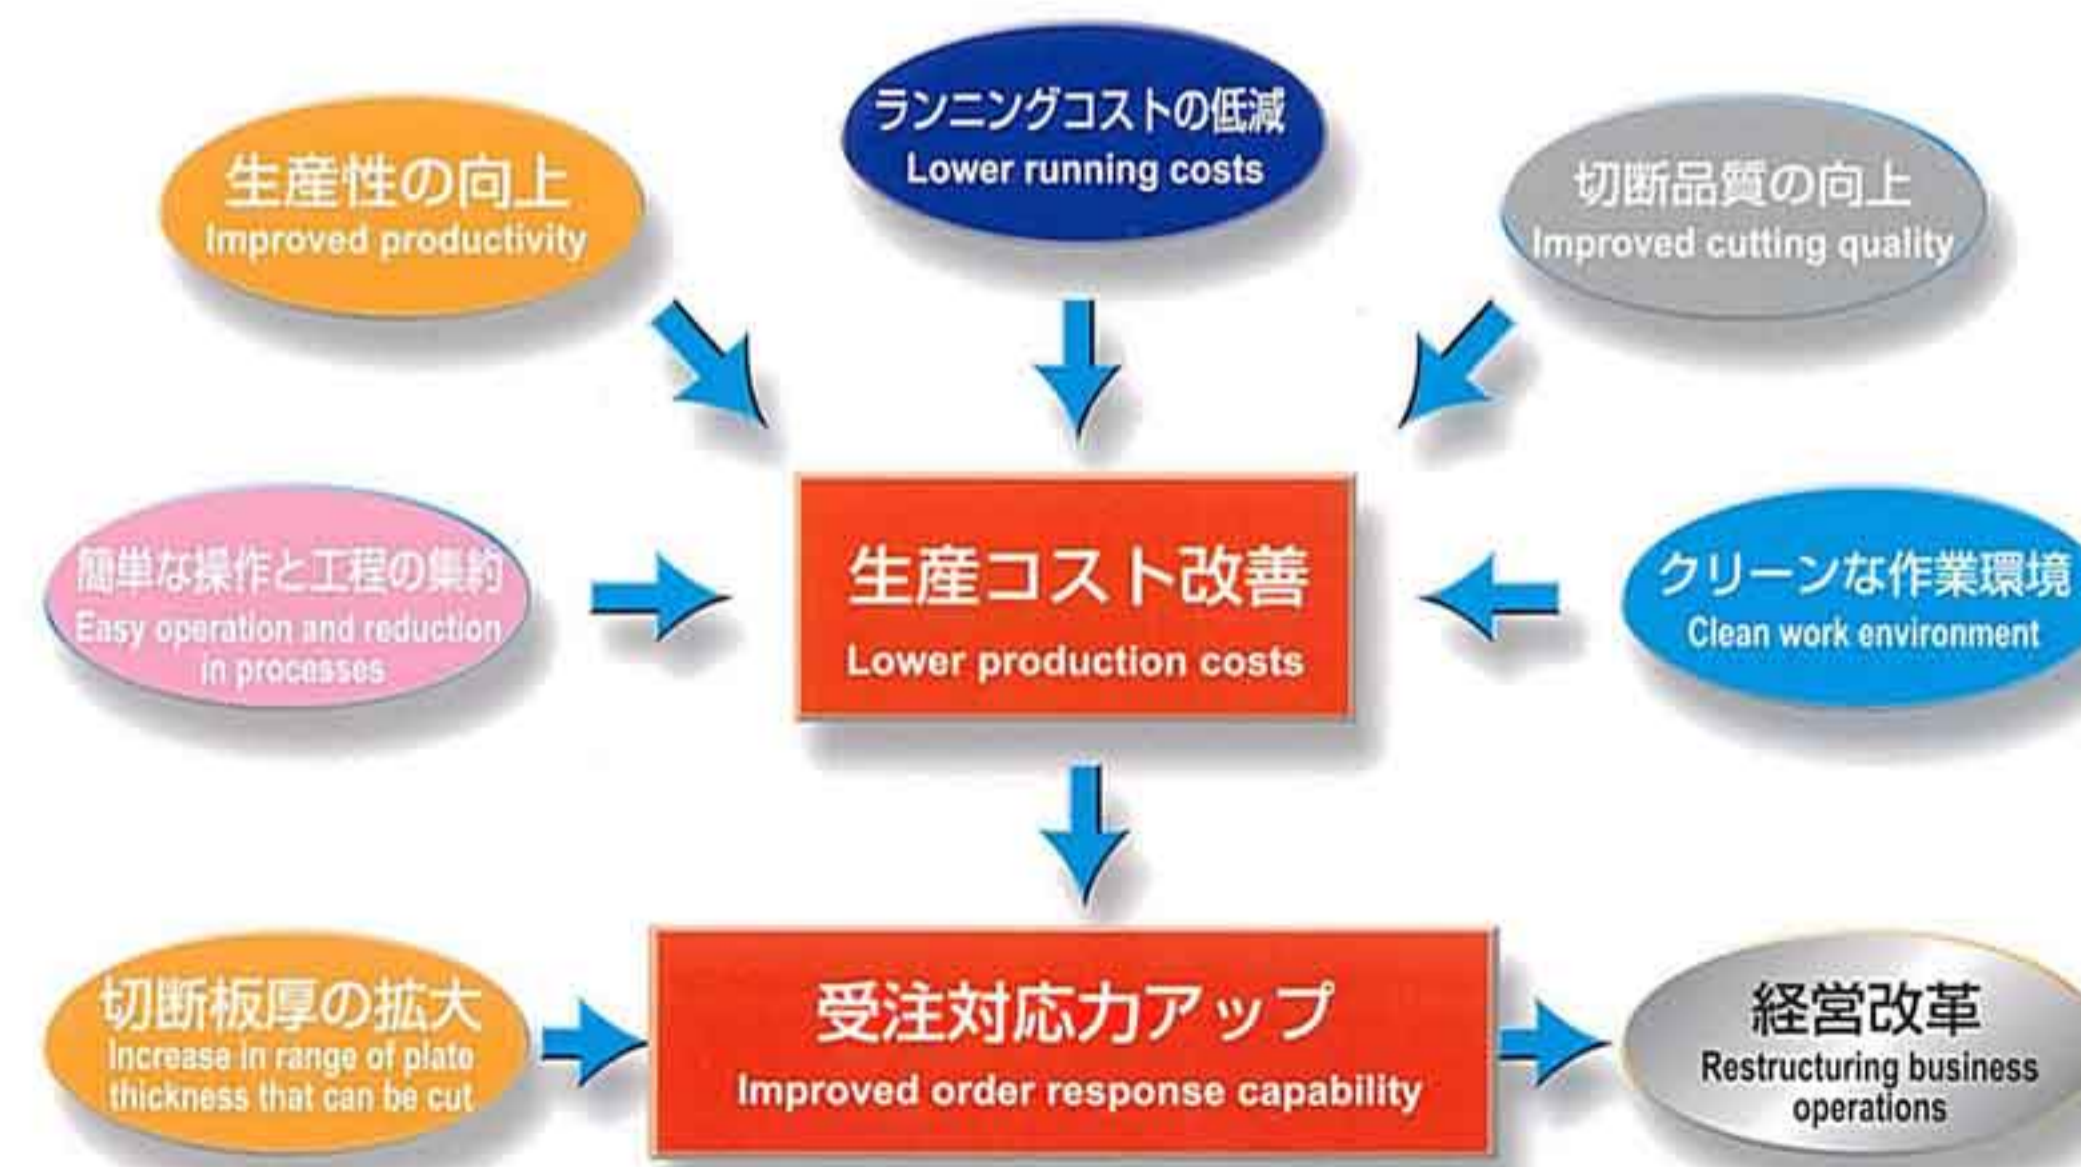 ランニングコストの低減
Lower running costs
生産性の向上
Improved productivity
切断品質の向上
Improved cutting quality
簡単な操作と工程の集約
Easy operation and reduction
in processes
生産コスト改善
Lower production costs
クリーンな作業環境
Clean work environment
切断板厚の拡大
Increase in range of plate
thickness that can be cut
受注対応力アップ
Improved order response capability
経営改革
Restructuring business
operations